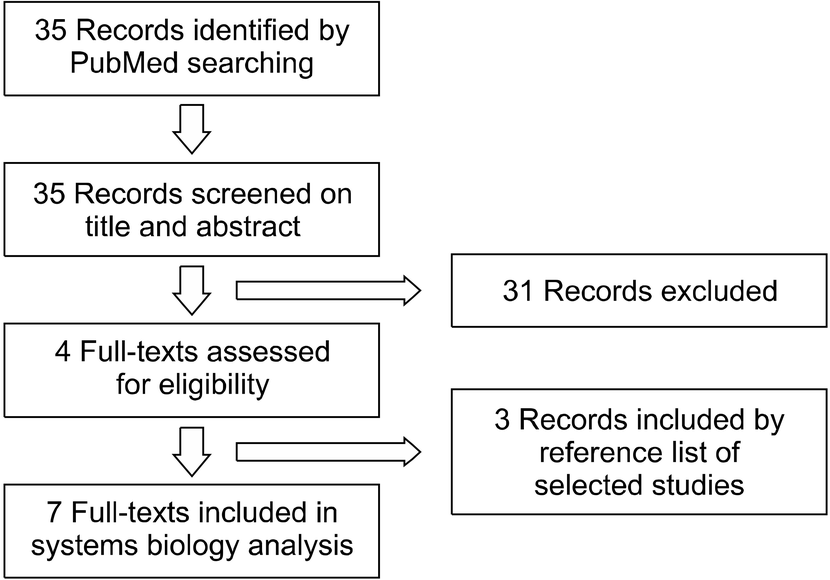 35 Records identified by
PubMed searching
35 Records screened on
title and abstract
31 Records excluded
4 Full-texts assessed
for eligibility
3 Records included by
reference list of
selected studies
7 Full-texts included in
systems biology analysis